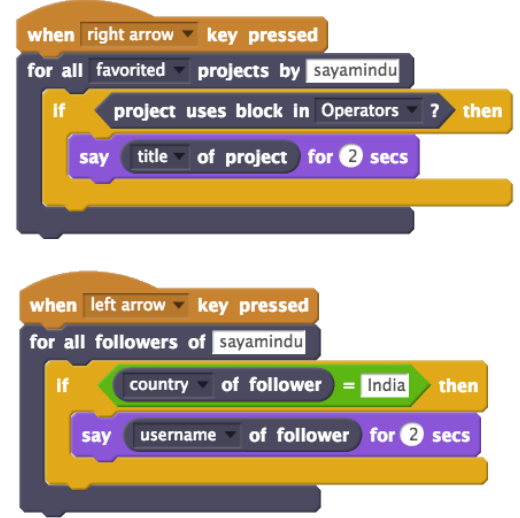 when right arrow key pressed
for all favorited projects by sayamindu
if project uses block in Operators ? then
say title of project for 2 secs
when left arrow key pressed
for all followers of sayamindu
if country of follower = India then
say username of follower for 2 secs